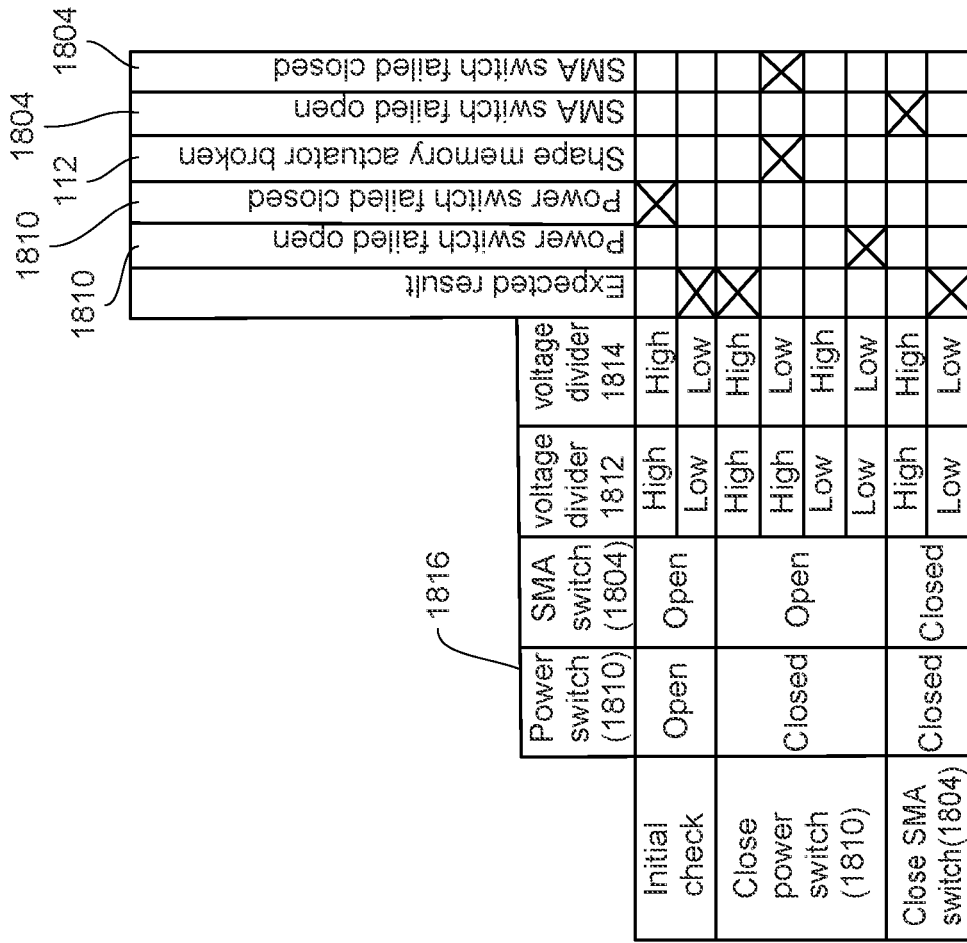 1810
1810
112
1804
1804
1816
Power
switch
(1810)
SMA
switch
(1804)
voltage
divider
1812
voltage
divider
1814
Expected result
Power switch failed open
Power switch failed closed
Shape memory actuator broken
SMA switch failed open
SMA switch failed closed
Initial
check
Open
Open
High
High
Low
Low
Close
power
switch
(1810)
Closed
Open
High
High
High
Low
Low
High
Low
Low
Close SMA
switch(1804)
Closed
Closed
High
High
Low
Low